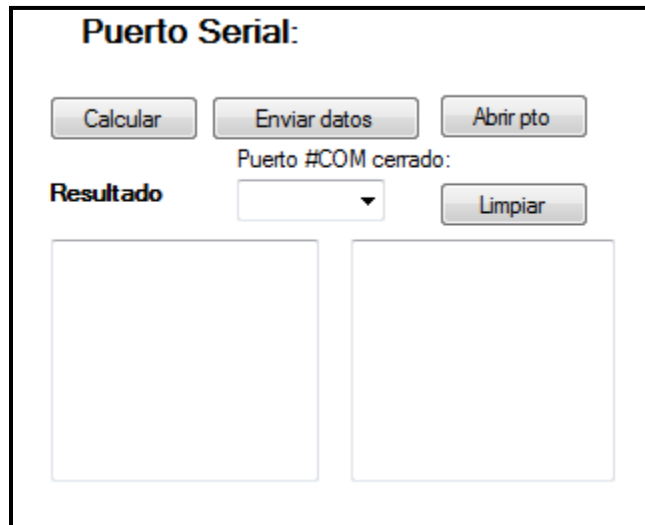 Puerto Serial:
Calcular Enviar datos Abrir pto
Puerto #COM cerrado:
Resultado Limpiar